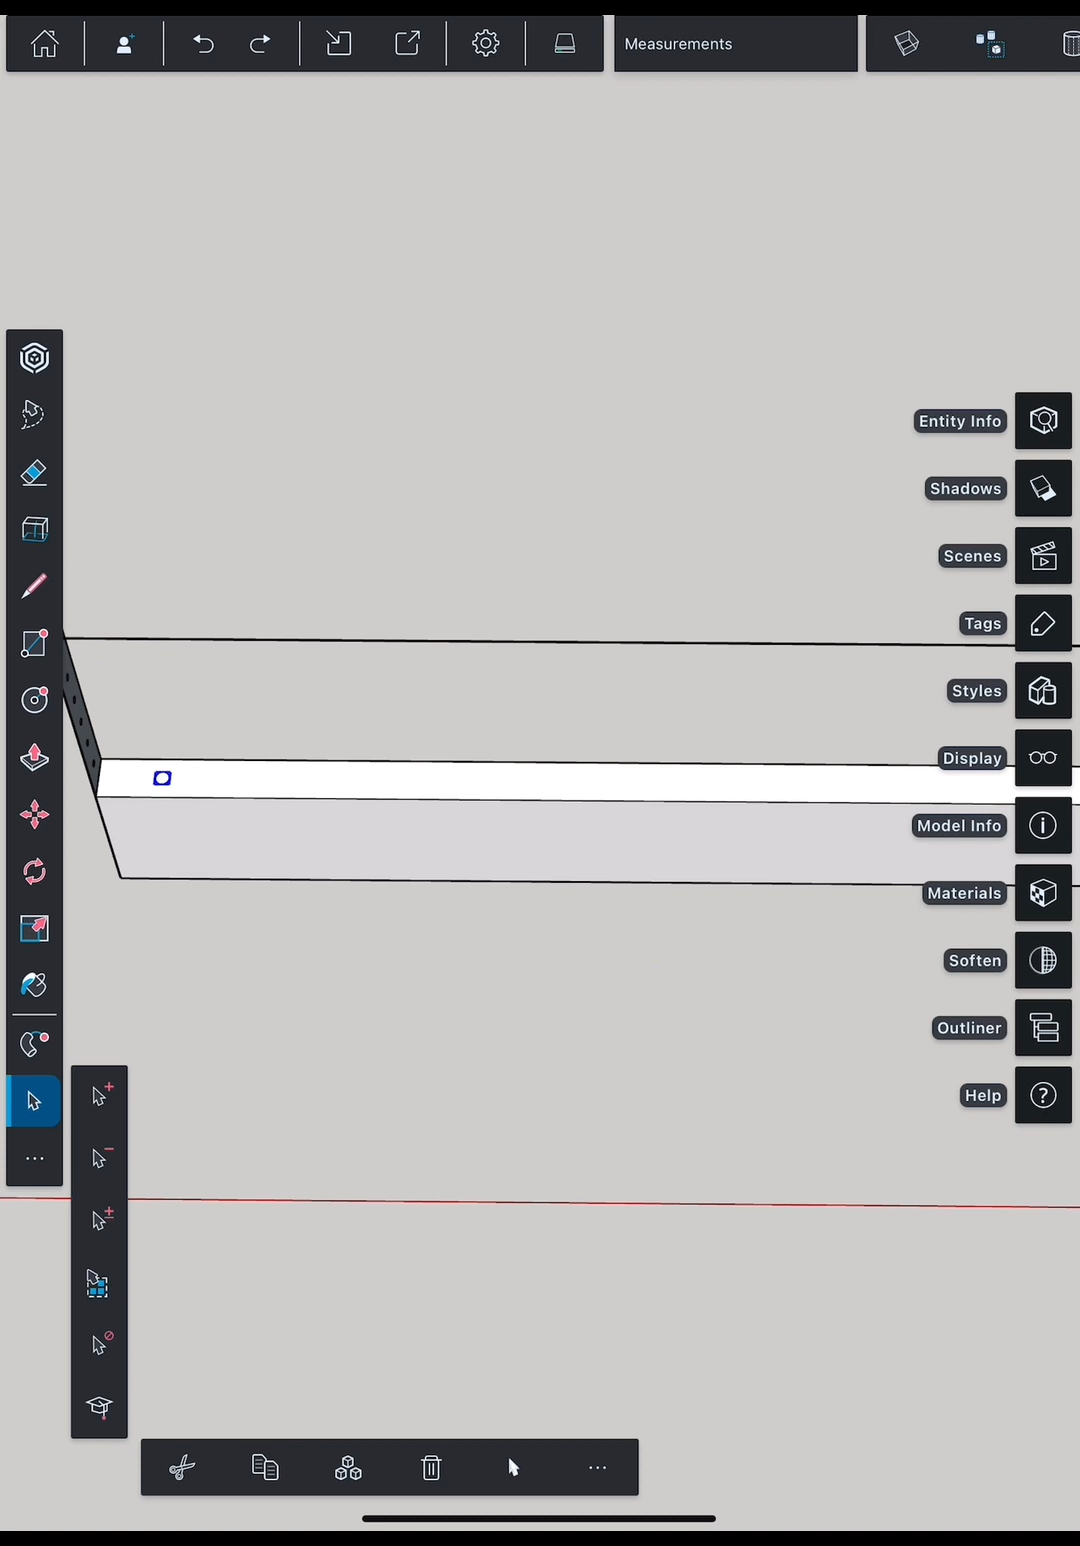 Measurements
Entity Info
Shadows
Scenes
Tags
Styles
Display
Model Info
Materials
Soften
Outliner
Help